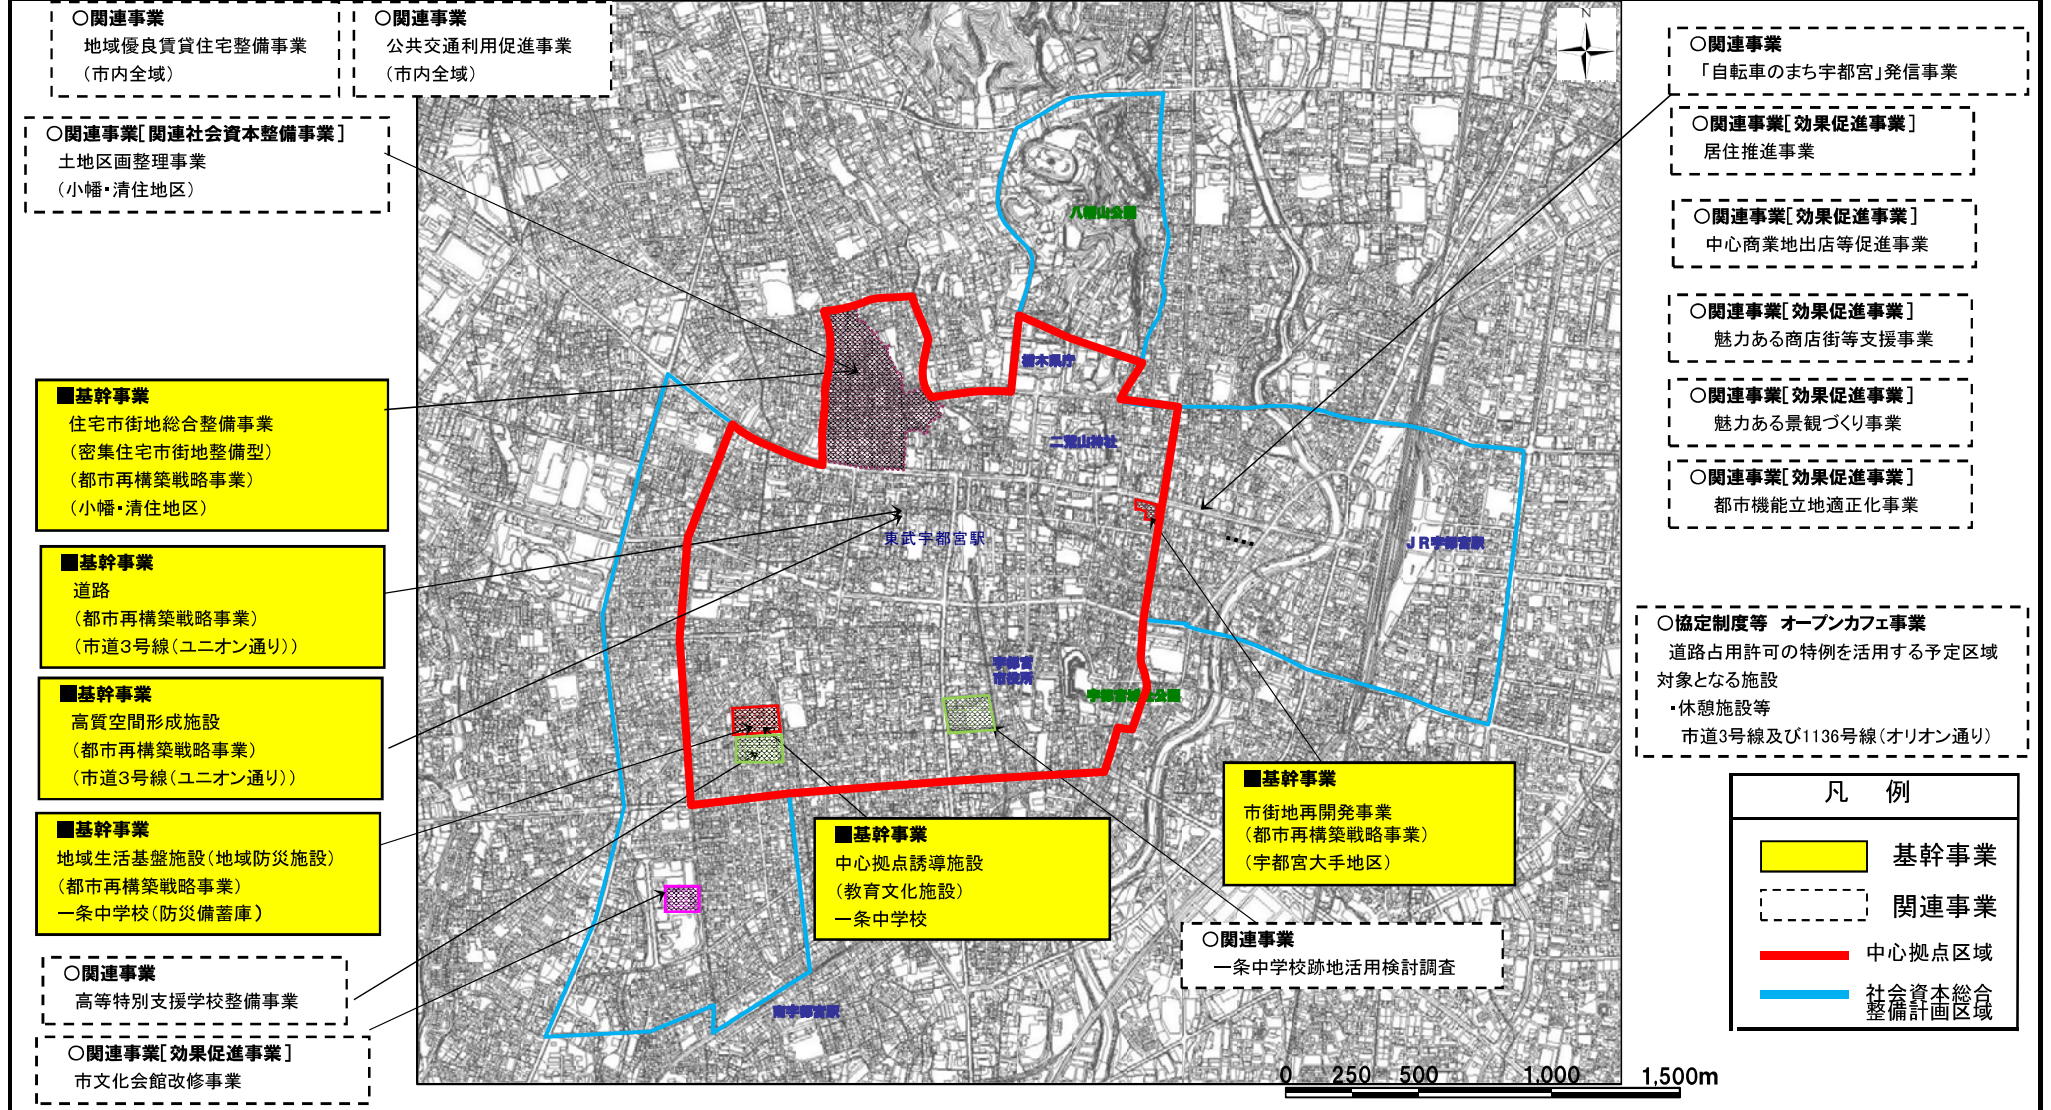 ○関連事業
地域優良賃貸住宅整備事業
(市内全域)
○関連事業
公共交通利用促進事業
(市内全域)
○関連事業[関連社会資本整備事業]
土地区画整理事業
(小幡・清住地区)
■基幹事業
住宅市街地総合整備事業
(密集住宅市街地整備型)
(都市再構築戦略事業)
(小幡・清住地区)
■基幹事業
道路
(都市再構築戦略事業)
(市道3号線(ユニオン通り))
■基幹事業
高質空間形成施設
(都市再構築戦略事業)
(市道3号線(ユニオン通り))
■基幹事業
地域生活基盤施設(地域防災施設)
(都市再構築戦略事業)
一条中学校(防災備蓄庫)
○関連事業
高等特別支援学校整備事業
○関連事業[効果促進事業]
市文化会館改修事業
N
八幡山公園
栃木県庁
二荒山神社
東武宇都宮駅
JR宇都宮駅
宇都宮
市役所
宇都宮城址公園
南宇都宮駅
■基幹事業
中心拠点誘導施設
(教育文化施設)
一条中学校
■基幹事業
市街地再開発事業
(都市再構築戦略事業)
(宇都宮大手地区)
○関連事業
一条中学校跡地活用検討調査
○関連事業
「自転車のまち宇都宮」発信事業
○関連事業[効果促進事業]
居住推進事業
○関連事業[効果促進事業]
中心商業地出店等促進事業
○関連事業[効果促進事業]
魅力ある商店街等支援事業
○関連事業[効果促進事業]
魅力ある景観づくり事業
○関連事業[効果促進事業]
都市機能立地適正化事業
○協定制度等 オープンカフェ事業
道路占用許可の特例を活用する予定区域
対象となる施設
・休憩施設等
市道3号線及び1136号線(オリオン通り)
凡 例
基幹事業
関連事業
中心拠点区域
社会資本総合
整備計画区域
0 250 500 1,000 1,500m